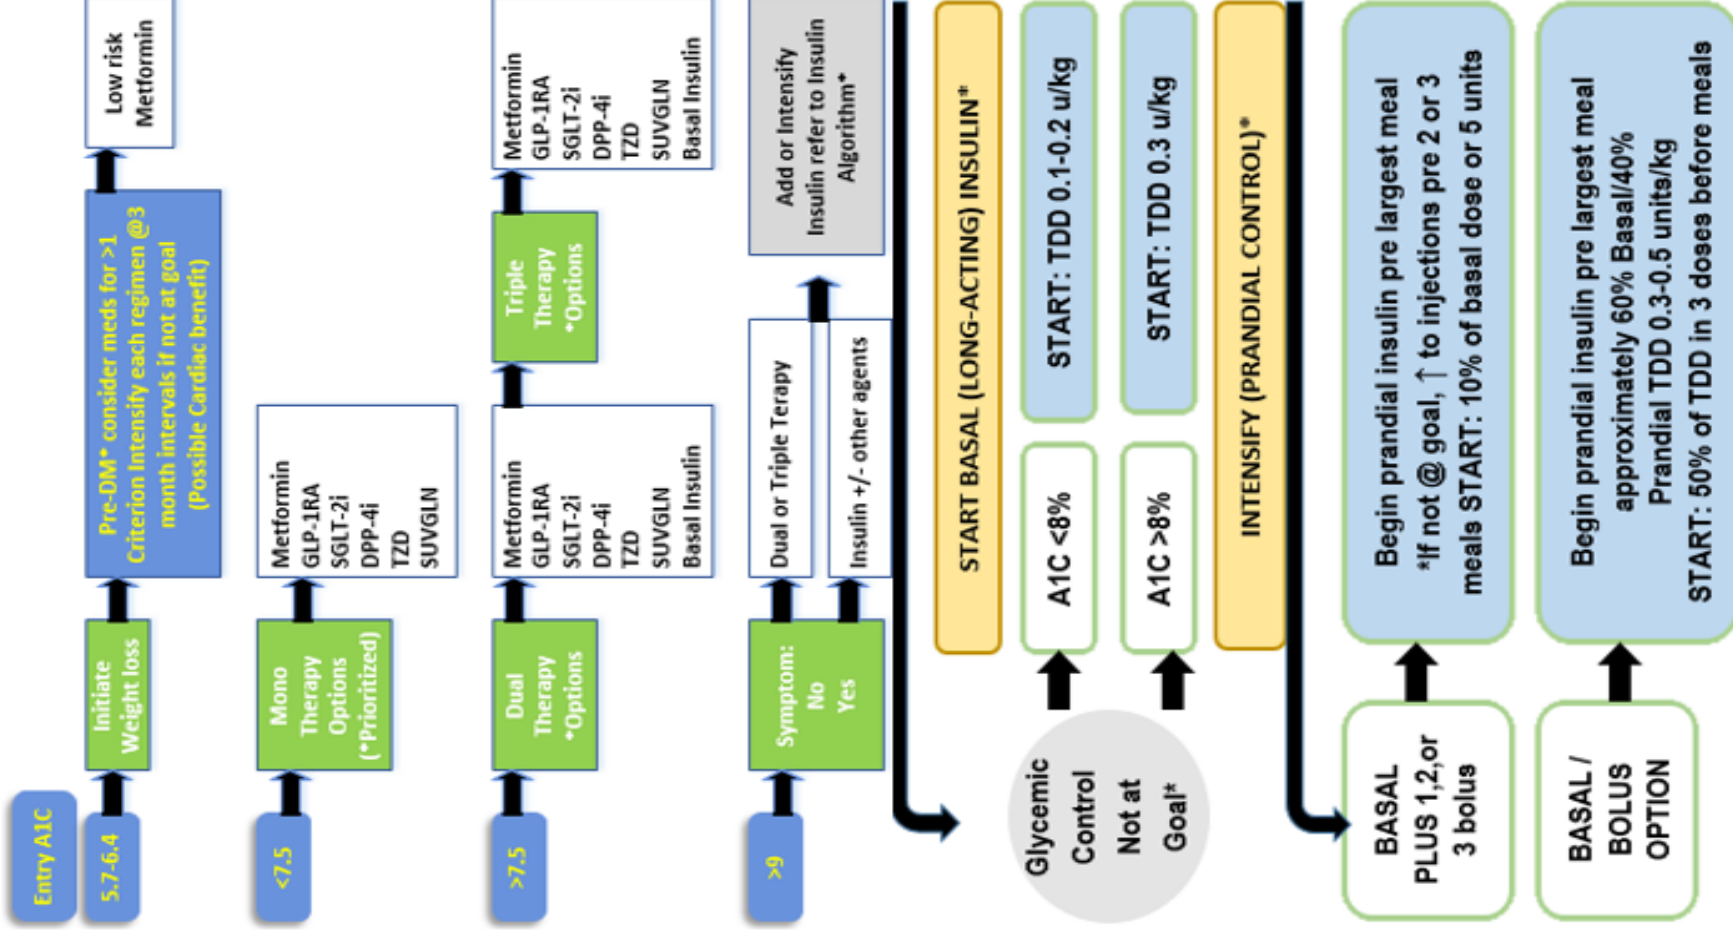 Entry A1C
5.7-6.4
Initiate
Weight loss
Pre-DM* consider meds for >1
Criterion Intensify each regimen @3
month intervals if not at goal
(Possible Cardiac benefit)
Low risk
Metformin
<7.5
Mono
Therapy
Options
(*Prioritized)
Metformin
GLP-1RA
SGLT-2i
DPP-4i
TZD
SUVGLN
>7.5
Dual
Therapy
*Options
Metformin
GLP-1RA
SGLT-2i
DPP-4i
TZD
SUVGLN
Basal Insulin
Triple
Therapy
*Options
Metformin
GLP-1RA
SGLT-2i
DPP-4i
TZD
SUVGLN
Basal Insulin
>9
Symptom:
No
Yes
Dual or Triple Terapy
Insulin +/- other agents
Add or Intensify
Insulin refer to Insulin
Algorithm*
START BASAL (LONG-ACTING) INSULIN*
Glycemic
Control
Not at
Goal*
A1C <8%
START: TDD 0.1-0.2 u/kg
A1C >8%
START: TDD 0.3 u/kg
INTENSIFY (PRANDIAL CONTROL)*
BASAL
PLUS 1,2,or
3 bolus
Begin prandial insulin pre largest meal
*If not @ goal, ↑ to injections pre 2 or 3
meals START: 10% of basal dose or 5 units
BASAL /
BOLUS
OPTION
Begin prandial insulin pre largest meal
approximately 60% Basal/40%
Prandial TDD 0.3-0.5 units/kg
START: 50% of TDD in 3 doses before meals